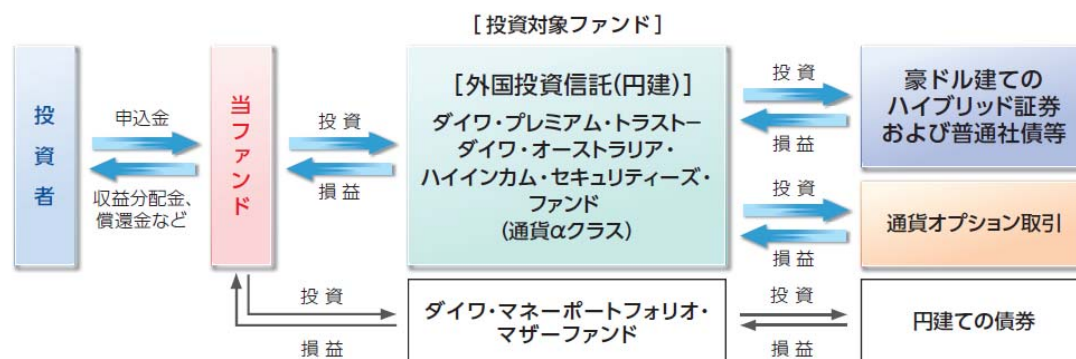 [投資対象ファンド]
投資者
申込金
収益分配金、
償還金など
当ファンド
投資
損益
[外国投資信託(円建)]
ダイワ・プレミアム・トラストー
ダイワ・オーストラリア・
ハイインカム・セキュリティーズ・
ファンド
(通貨αクラス)
投資
損益
豪ドル建ての
ハイブリッド証券
および普通社債等
投資
損益
通貨オプション取引
投資
損益
ダイワ・マネーポートフォリオ・
マザーファンド
投資
損益
円建ての債券